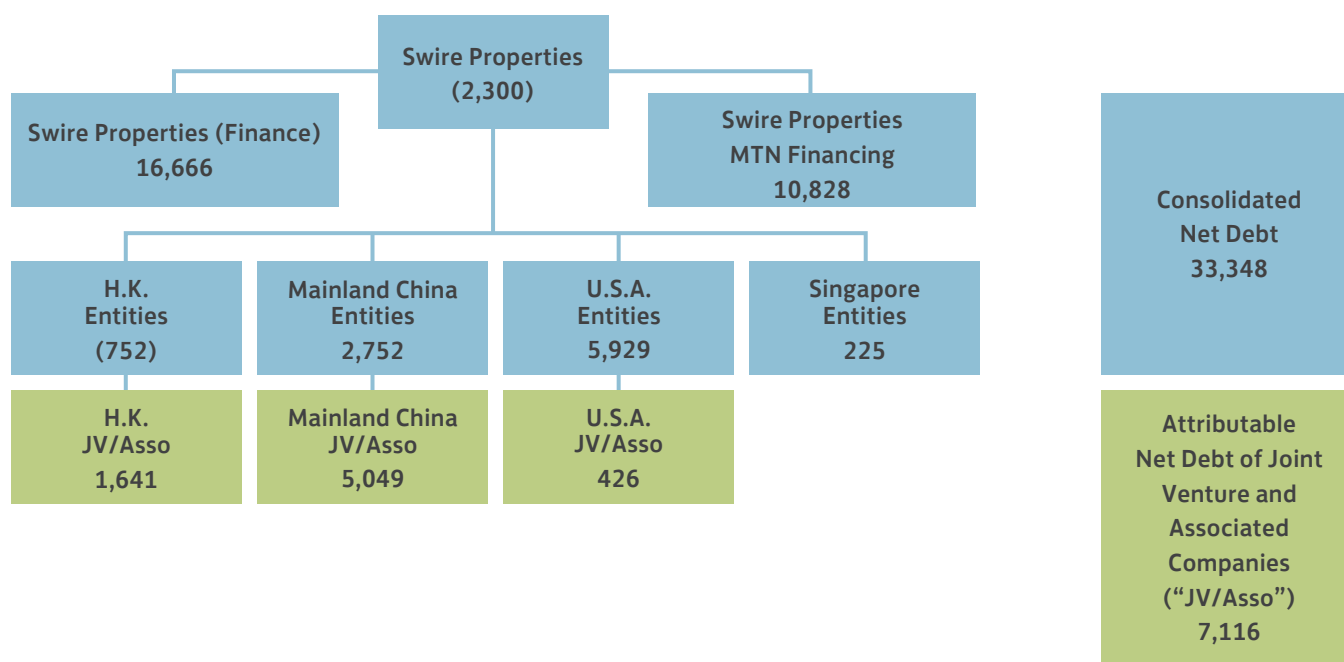 Swire Properties
(2,300)
Swire Properties (Finance)
16,666
Swire Properties
MTN Financing
10,828
H.K.
Entities
(752)
Mainland China
Entities
2,752
U.S.A.
Entities
5,929
Singapore
Entities
225
H.K.
JV/Asso
1,641
Mainland China
JV/Asso
5,049
U.S.A.
JV/Asso
426
Consolidated
Net Debt
33,348
Attributable
Net Debt of Joint
Venture and
Associated
Companies
(“JV/Asso”)
7,116